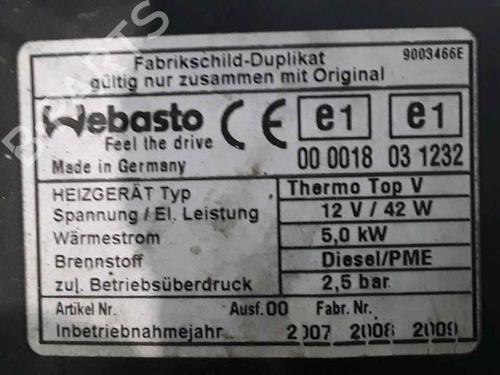 Fabrikschild-Duplikat 9003466E
gültig nur zusammen mit Original
Webasto CE e1 e1
Feel the drive
Made in Germany 00 0018 03 1232
HEIZGERÄT Typ Thermo Top V
Spannung / El. Leistung 12 V / 42 W
Wärmestrom 5,0 kW
Brennstoff Diesel/PME
zul. Betriebsüberdruck 2,5 bar
Artikel Nr. Ausf.00 Fabr. Nr.
Inbetriebnahmejahr 2007 2008 2009